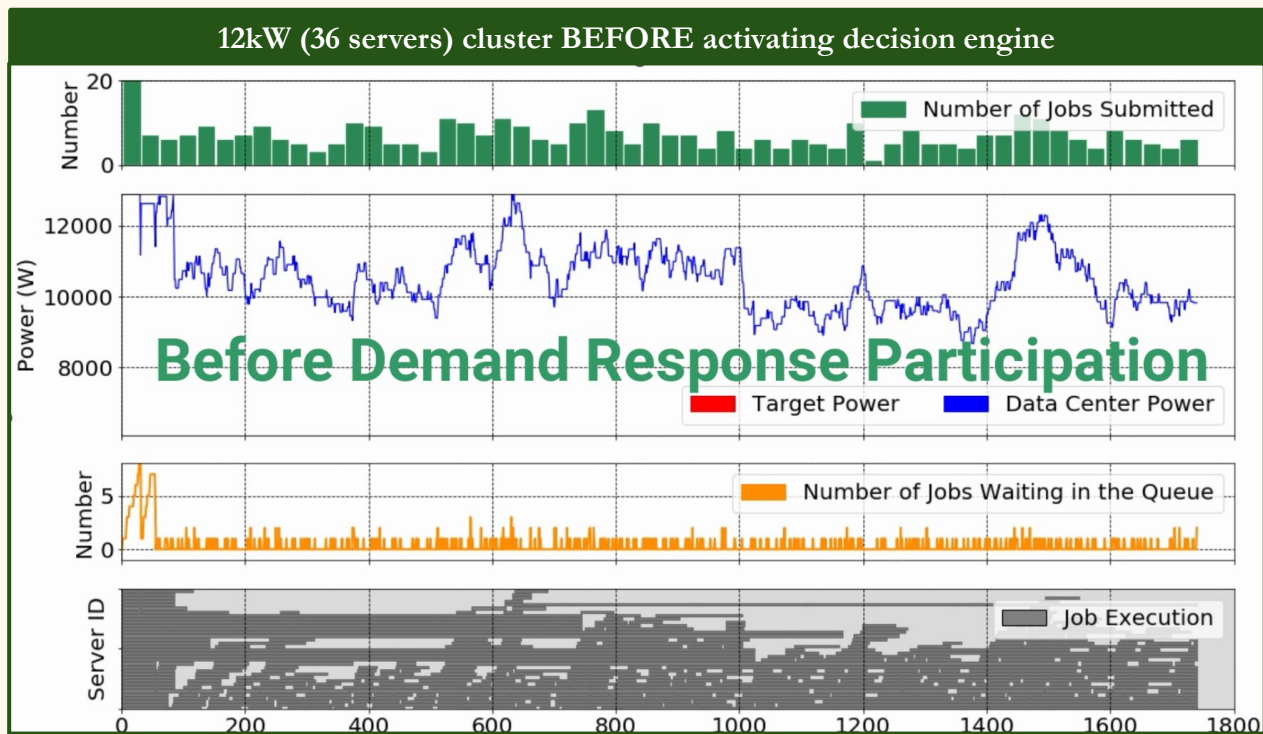 12kW (36 servers) cluster BEFORE activating decision engine
20
0
Number
Number of Jobs Submitted
12000
10000
8000
Power (W)
Before Demand Response Participation
Target Power
Data Center Power
5
0
Number
Number of Jobs Waiting in the Queue
Server ID
Job Execution
0 200 400 600 800 1000 1200 1400 1600 1800